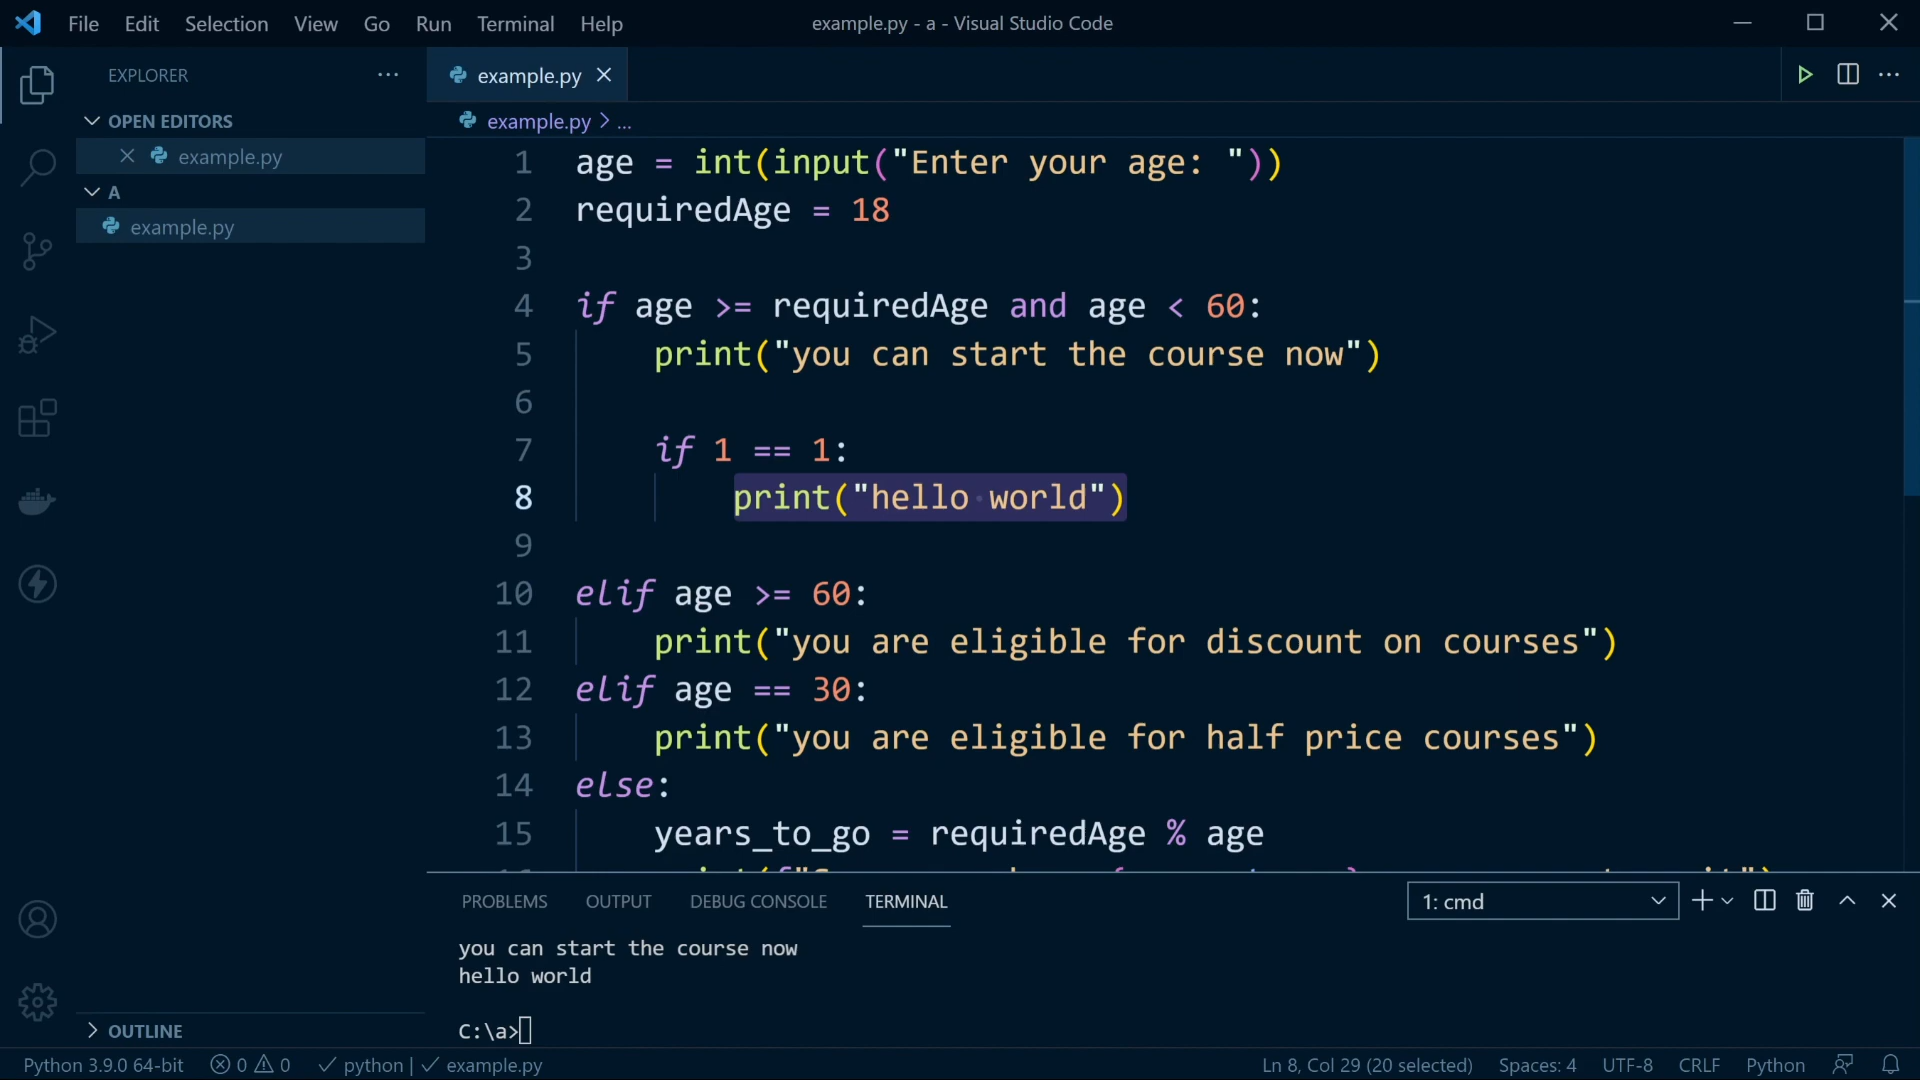 File Edit Selection View Go Run Terminal Help
example.py - a - Visual Studio Code
EXPLORER
OPEN EDITORS
example.py
A
example.py
OUTLINE
example.py
example.py > ...
1 age = int(input("Enter your age: "))
2 requiredAge = 18
3
4 if age >= requiredAge and age < 60:
5 print("you can start the course now")
6
7 if 1 == 1:
8 print("hello world")
9
10 elif age >= 60:
11 print("you are eligible for discount on courses")
12 elif age == 30:
13 print("you are eligible for half price courses")
14 else:
15 years_to_go = requiredAge % age
PROBLEMS OUTPUT DEBUG CONSOLE TERMINAL
1: cmd
you can start the course now
hello world
C:\a>
Python 3.9.0 64-bit 0 0 python | example.py
Ln 8, Col 29 (20 selected) Spaces: 4 UTF-8 CRLF Python